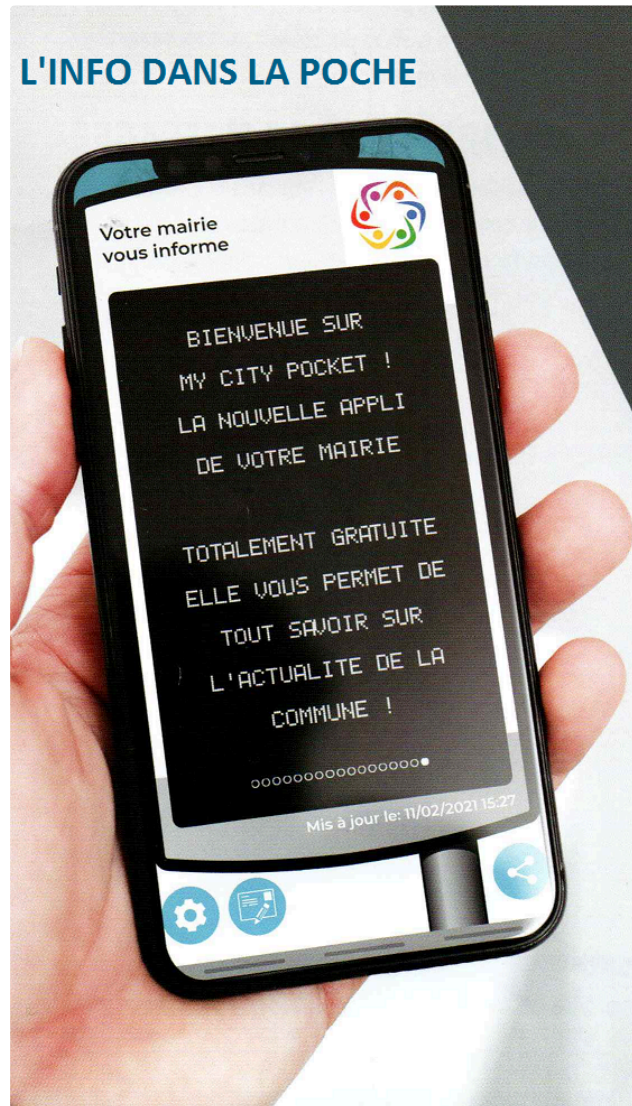 L'INFO DANS LA POCHE
Votre mairie
vous informe
BIENVENUE SUR
MY CITY POCKET !
LA NOUVELLE APPLI
DE VOTRE MAIRIE
TOTALEMENT GRATUITE
ELLE VOUS PERMET DE
TOUT SAVOIR SUR
L'ACTUALITE DE LA
COMMUNE !
Mis à jour le: 11/02/2021 15:27